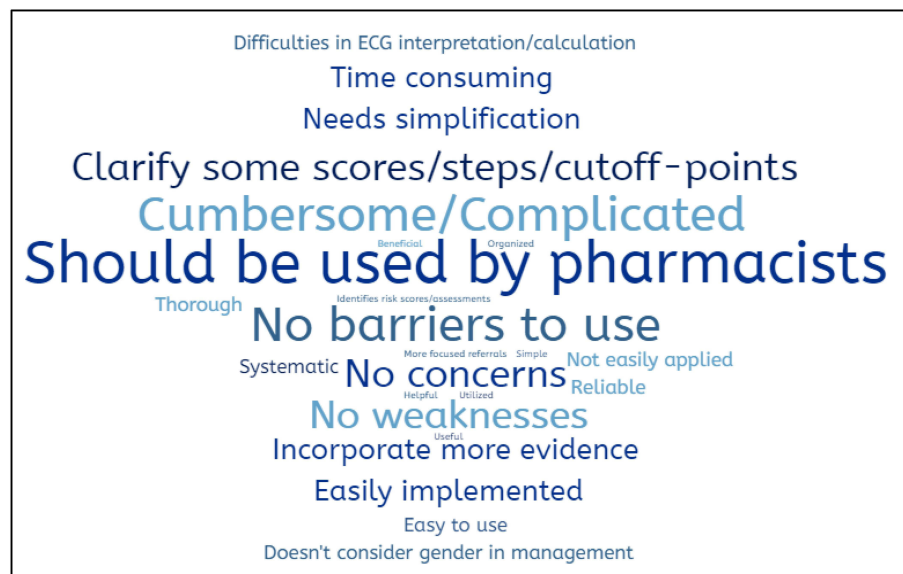 Difficulties in ECG interpretation/calculation
Time consuming
Needs simplification
Clarify some scores/steps/cutoff-points
Cumbersome/Complicated
Beneficial
Organized
Should be used by pharmacists
Thorough
Identifies risk scores/assessments
No barriers to use
More focused referrals
Simple
Systematic
No concerns
Not easily applied
Reliable
Helpful
Utilized
No weaknesses
Useful
Incorporate more evidence
Easily implemented
Easy to use
Doesn't consider gender in management